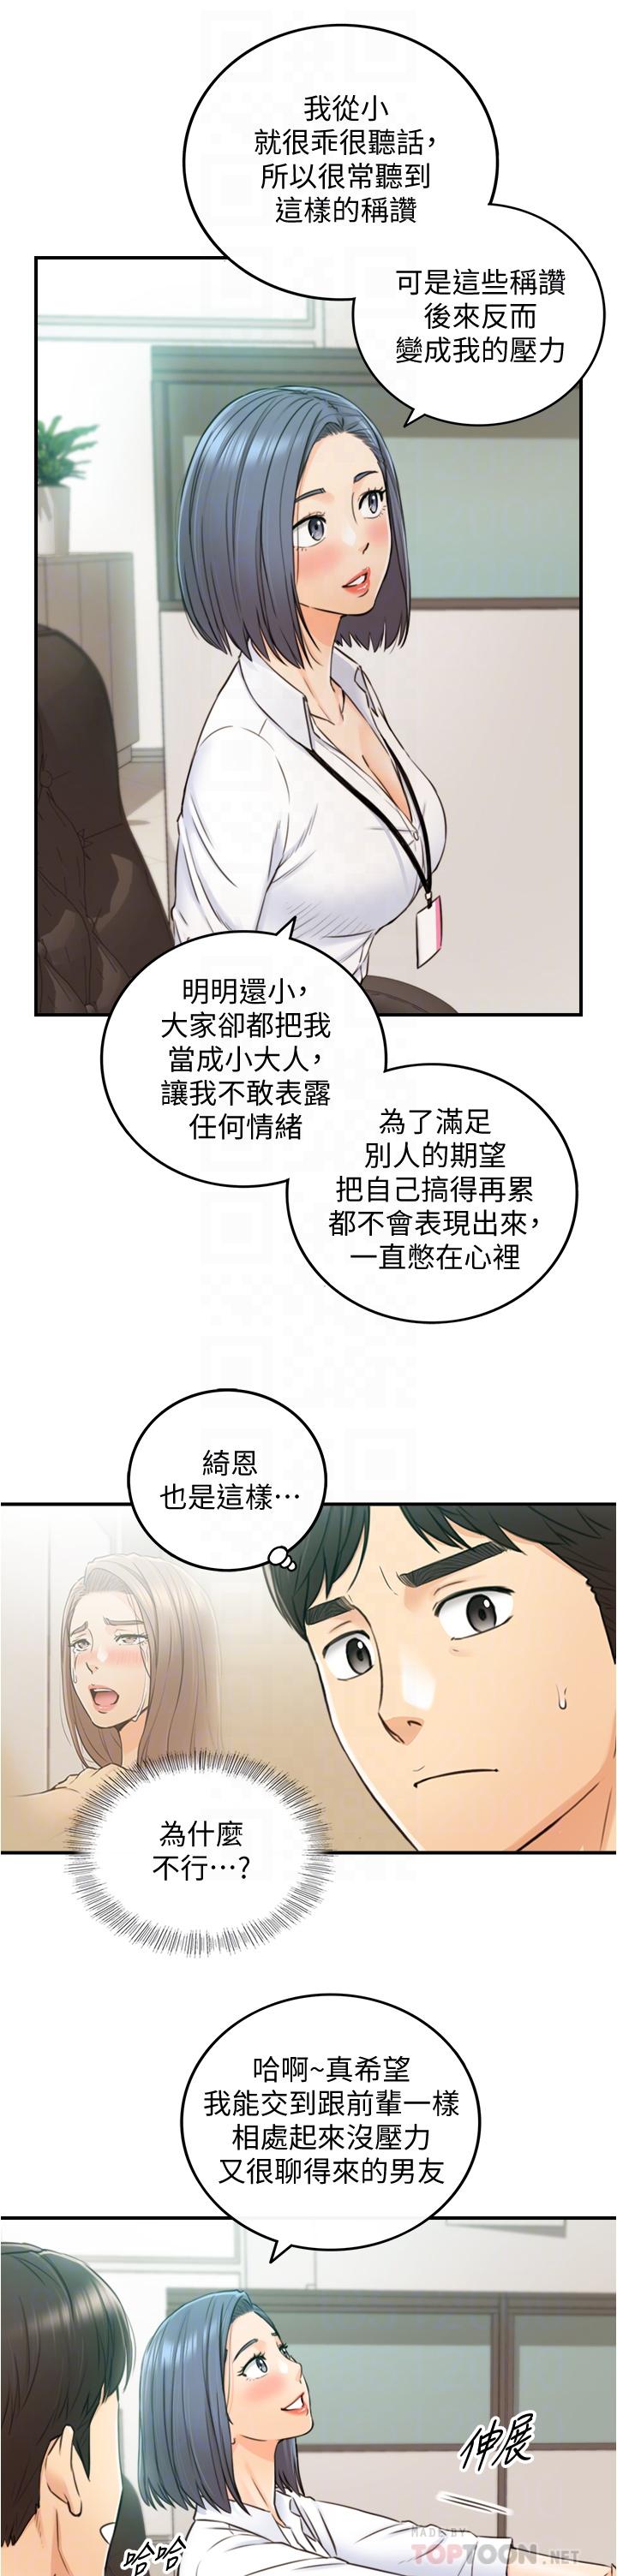 我從小
就很乖很聽話，
所以很常聽到
這樣的稱讚
可是這些稱讚
後來反而
變成我的壓力
明明還小，
大家卻都把我
當成小大人，
讓我不敢表露
任何情緒
為了滿足
別人的期望
把自己搞得再累
都不會表現出來，
一直憋在心裡
綺恩
也是這樣…
為什麼
不行…?
哈啊~真希望
我能交到跟前輩一樣
相處起來沒壓力
又很聊得來的男友
伸展
哈哈
MADE BY
TOPTOON.NET